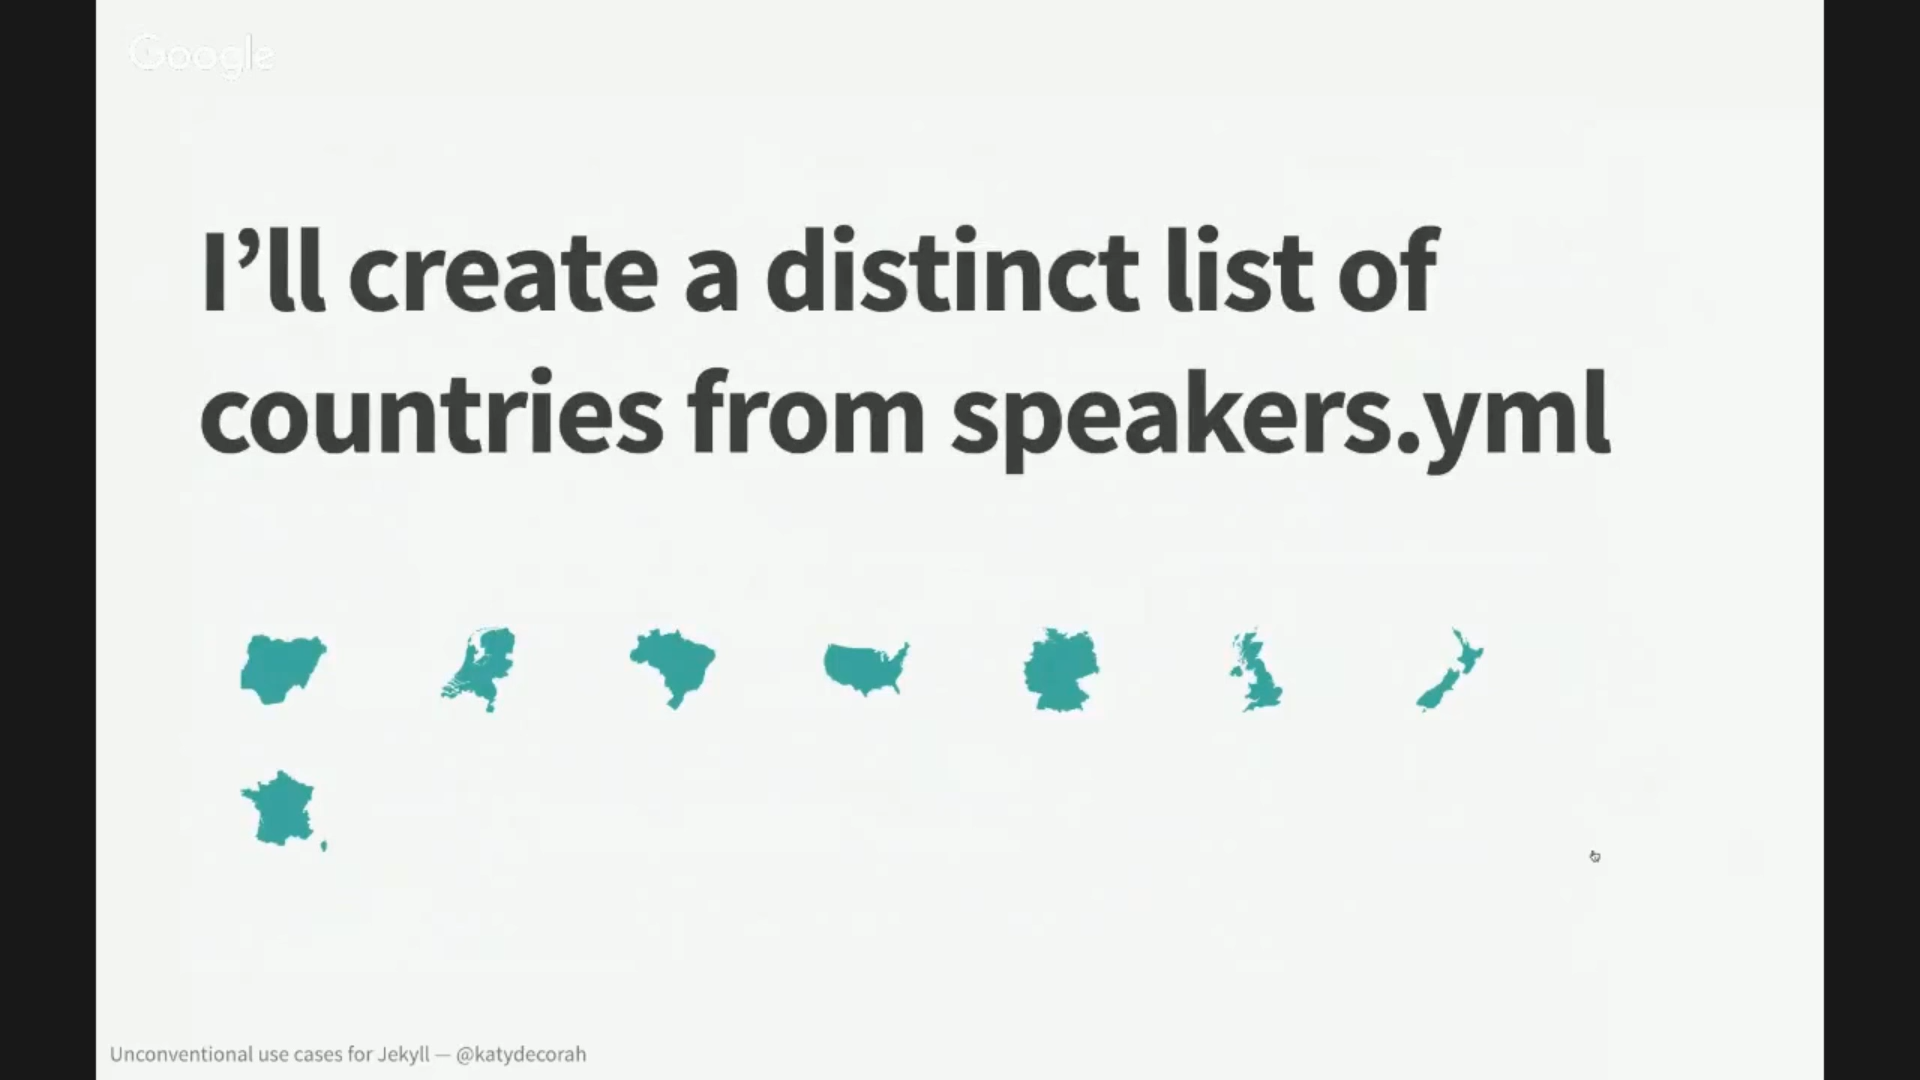 Google
I’ll create a distinct list of
countries from speakers.yml
Unconventional use cases for Jekyll — @katydecorah